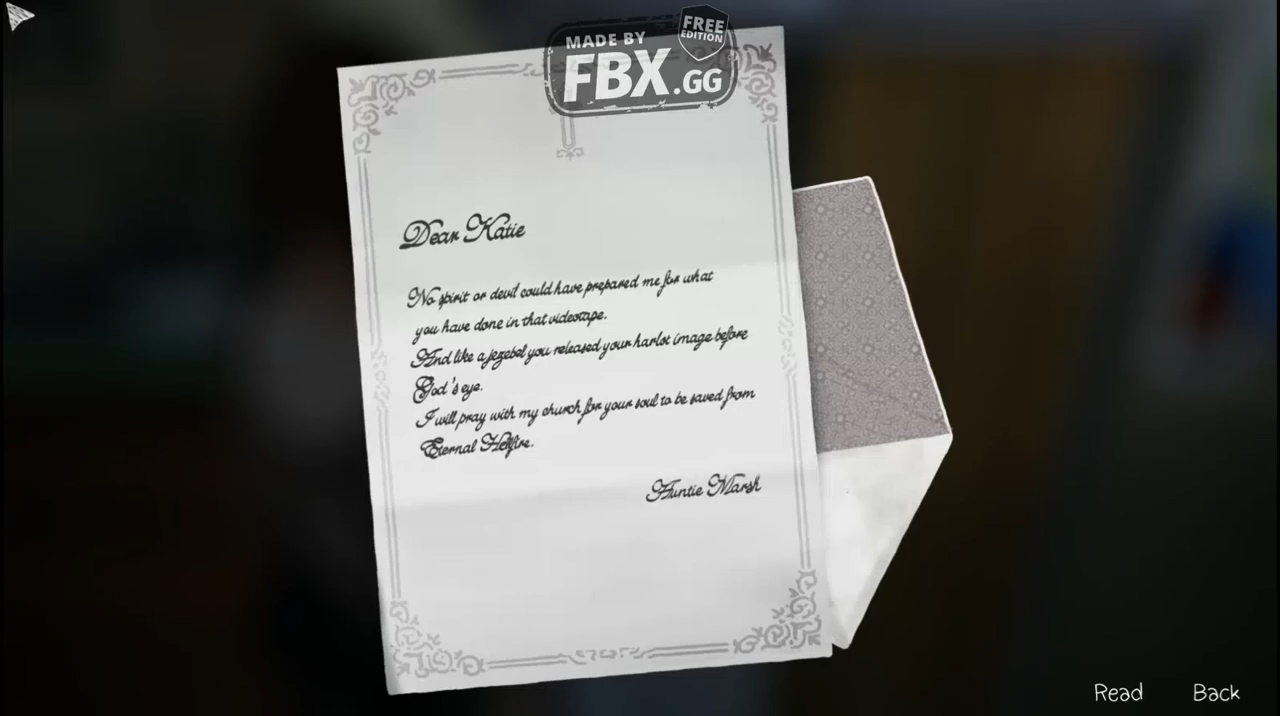 MADE BY
FREE
EDITION
FBX.GG
Dear Katie
No spirit or devil could have prepared me for what
you have done in that videotape.
And like a jezebel you released your harlot image before
God's eye.
I will pray with my church for your soul to be saved from
Eternal Hellfire.
Auntie Marsh
Read Back